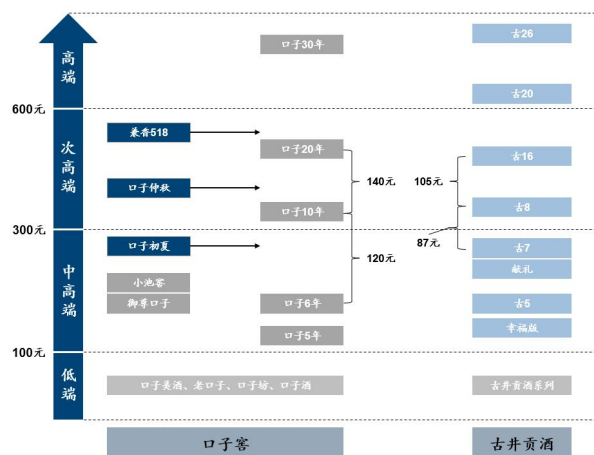 高端
口子30年
古26
古20
600元
次高端
兼香518
口子20年
140元
105元
古16
口子仲秋
口子10年
古8
300元
中高端
口子初夏
120元
87元
古7
献礼
小池窖
御尊口子
口子6年
古5
口子5年
幸福版
100元
低端
口子美酒、老口子、口子坊、口子酒
古井贡酒系列
口子窖
古井贡酒